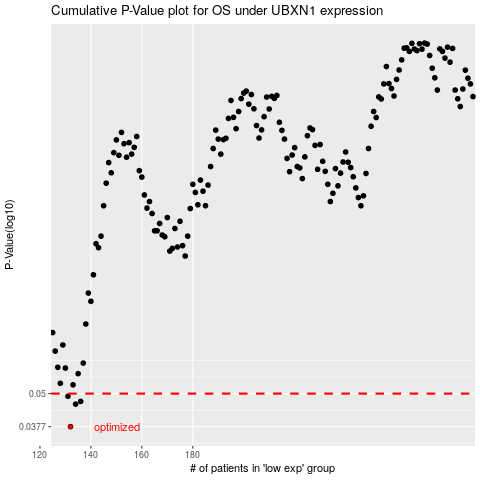 Cumulative P-Value plot for OS under UBXN1 expression
P-Value(log10)
0.05
0.0377
optimized
120 140 160 180
# of patients in 'low exp' group